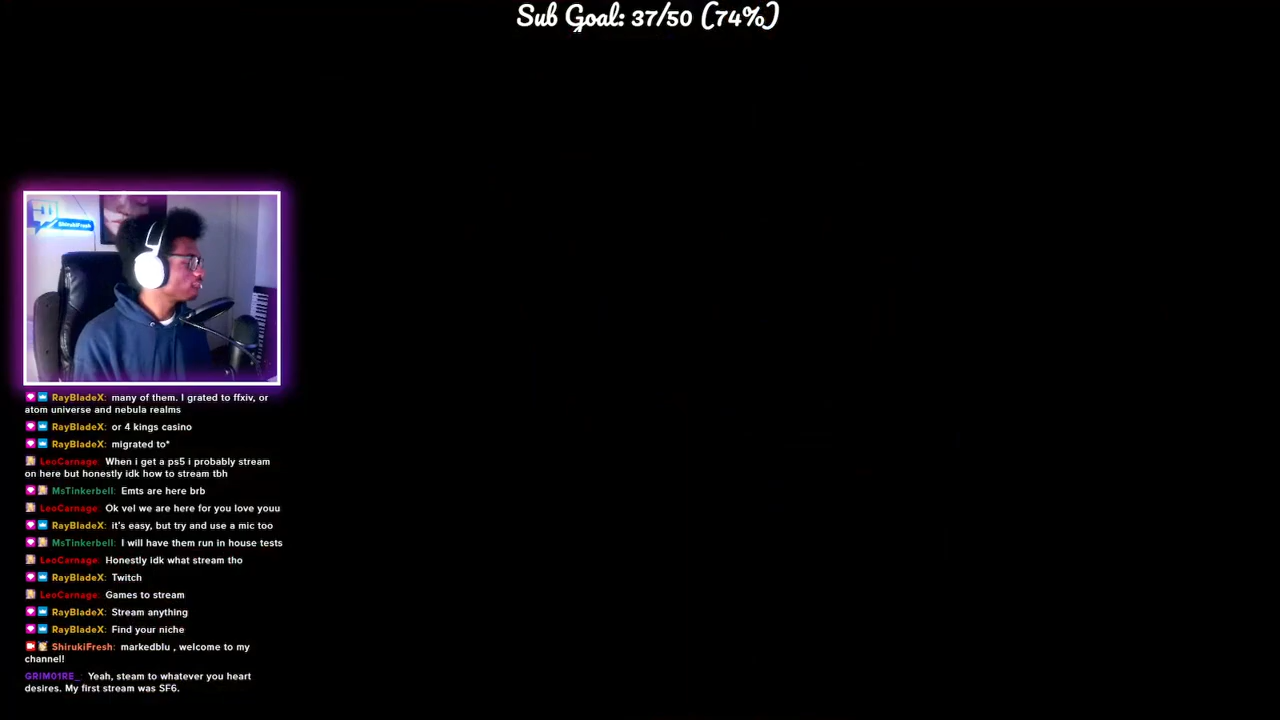 Sub Goal: 37/50 (74%)
ShirukiFresh
RayBladeX: many of them. I grated to ffxiv, or
atom universe and nebula realms
RayBladeX: or 4 kings casino
RayBladeX: migrated to*
LeoCarnage: When i get a ps5 i probably stream
on here but honestly idk how to stream tbh
MsTinkerbell: Emts are here brb
LeoCarnage: Ok vel we are here for you love youu
RayBladeX: it's easy, but try and use a mic too
MsTinkerbell: I will have them run in house tests
LeoCarnage: Honestly idk what stream tho
RayBladeX: Twitch
LeoCarnage: Games to stream
RayBladeX: Stream anything
RayBladeX: Find your niche
ShirukiFresh: markedblu , welcome to my
channel!
GRIM01RE_: Yeah, steam to whatever you heart
desires. My first stream was SF6.